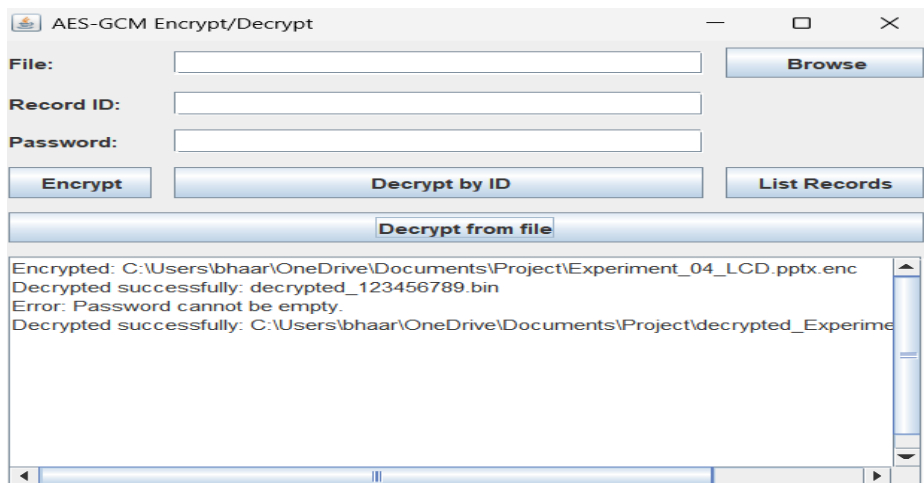 AES-GCM Encrypt/Decrypt
File:
Browse
Record ID:
Password:
Encrypt
Decrypt by ID
List Records
Decrypt from file
Encrypted: C:\Users\bhaar\OneDrive\Documents\Project\Experiment_04_LCD.pptx.enc
Decrypted successfully: decrypted_123456789.bin
Error: Password cannot be empty.
Decrypted successfully: C:\Users\bhaar\OneDrive\Documents\Project\decrypted_Experime